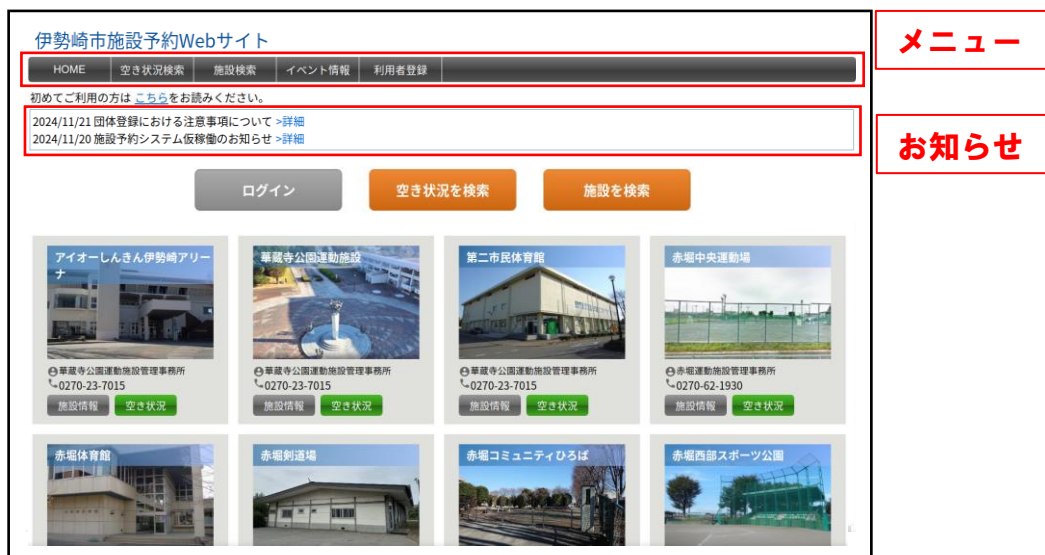 伊勢崎市施設予約Webサイト
メニュー
HOME 空き状況検索 施設検索 イベント情報 利用者登録
初めてご利用の方は こちらをお読みください。
2024/11/21 団体登録における注意事項について >詳細
2024/11/20 施設予約システム仮稼働のお知らせ >詳細
お知らせ
ログイン 空き状況を検索 施設を検索
アイオーしんきん伊勢崎アリーナ
華蔵寺公園運動施設管理事務所
0270-23-7015
施設情報 空き状況
華蔵寺公園運動施設
華蔵寺公園運動施設管理事務所
0270-23-7015
施設情報 空き状況
第二市民体育館
華蔵寺公園運動施設管理事務所
0270-23-7015
施設情報 空き状況
赤堀中央運動場
赤堀運動施設管理事務所
0270-62-1930
施設情報 空き状況
赤堀体育館
赤堀剣道場
赤堀コミュニティひろば
赤堀西部スポーツ公園